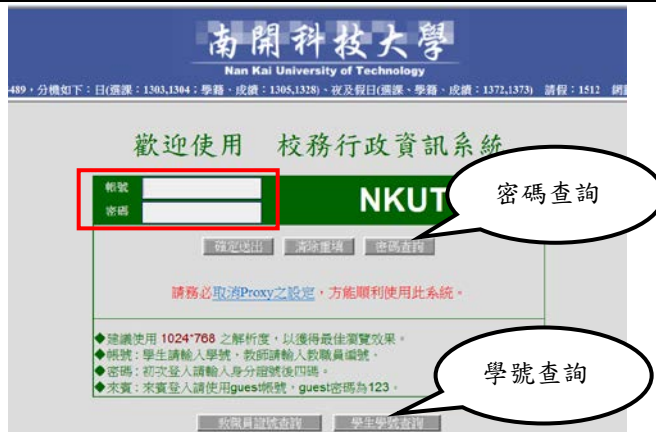 南開科技大學
Nan Kai University of Technology
489，分機如下：日(選課：1303,1304；學籍、成績：1305,1328)、夜及假日(選課、學籍、成績：1372,1373) 請假：1512
歡迎使用 校務行政資訊系統
帳號
密碼
NKUT
密碼查詢
確定送出 清除重填 密碼查詢
請務必取消Proxy之設定，方能順利使用此系統。
◆建議使用 1024*768 之解析度，以獲得最佳瀏覽效果。
◆帳號：學生請輸入學號，教師請輸入教職員編號。
◆密碼：初次登入請輸入身分證號後四碼。
◆來賓：來賓登入請使用guest帳號，guest密碼為123。
學號查詢
教職員證號查詢 學生學號查詢